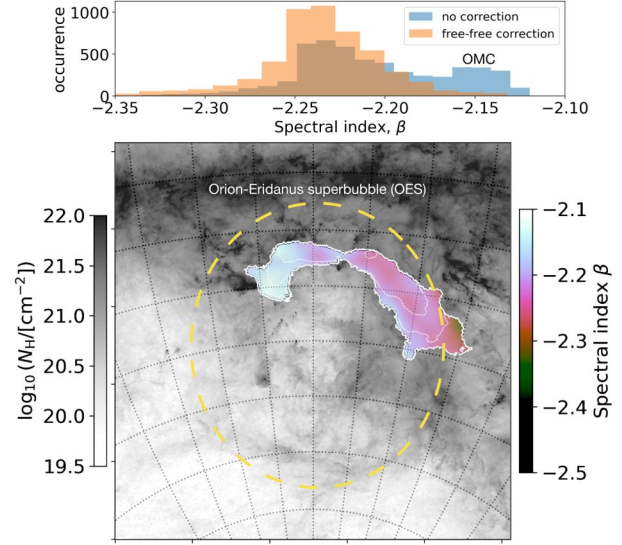 occurrence
1000
500
0
no correction
free-free correction
OMC
−2.35
−2.30
−2.25
−2.20
−2.15
−2.10
Spectral index, β
Orion-Eridanus superbubble (OES)
log₁₀ (N_H/[cm⁻²])
22.0
21.5
21.0
20.5
20.0
19.5
−2.1
−2.2
−2.3
−2.4
−2.5
Spectral index β